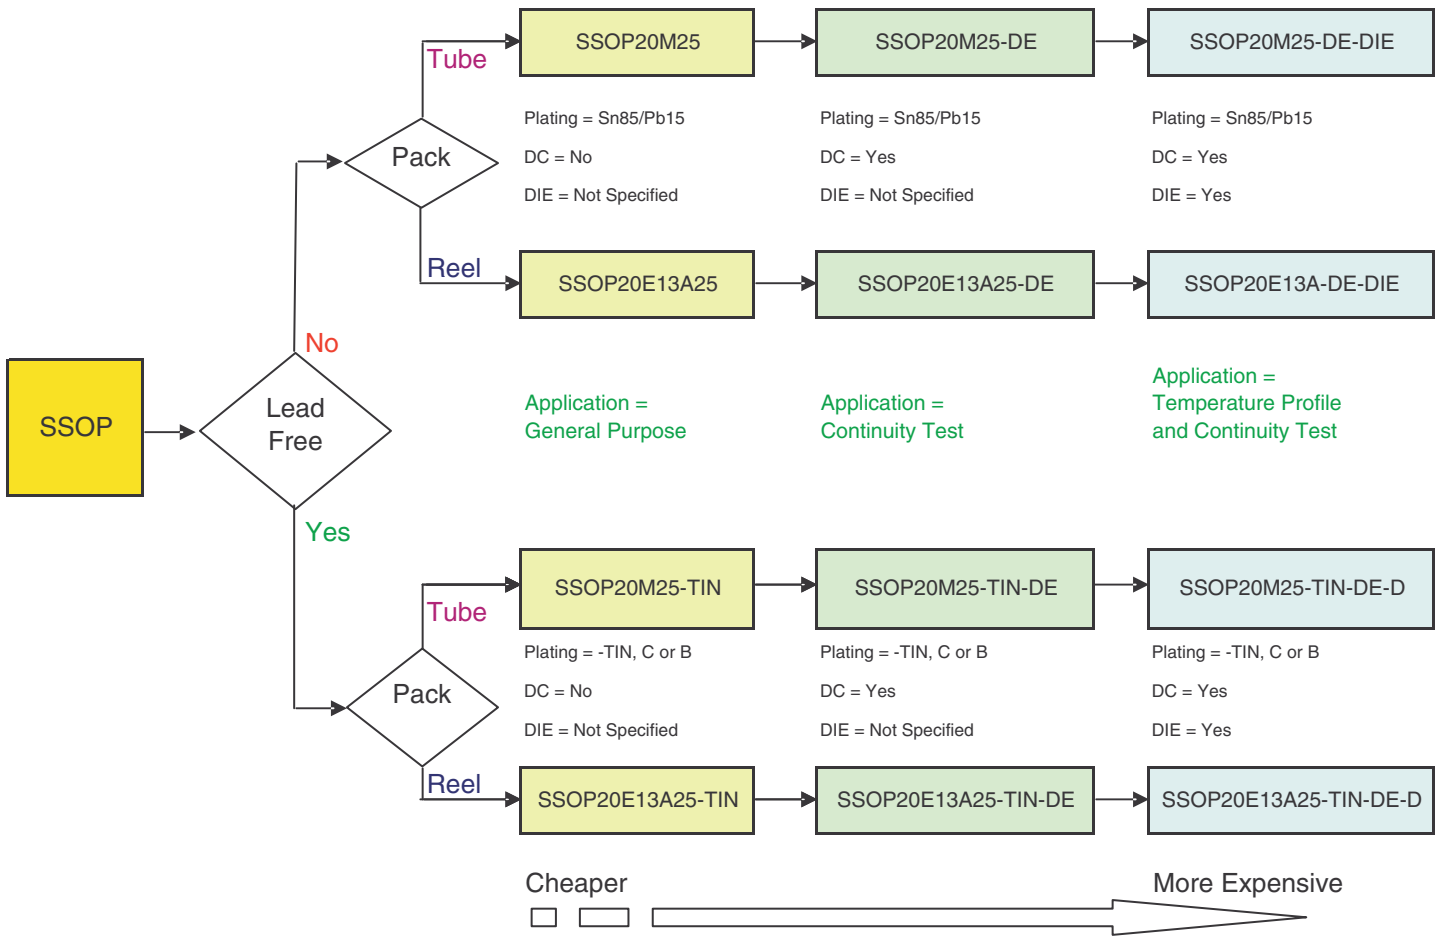 SSOP20M25
SSOP20M25-DE
SSOP20M25-DE-DIE
Tube
Plating = Sn85/Pb15
Plating = Sn85/Pb15
Plating = Sn85/Pb15
Pack
DC = No
DC = Yes
DC = Yes
DIE = Not Specified
DIE = Not Specified
DIE = Yes
Reel
SSOP20E13A25
SSOP20E13A25-DE
SSOP20E13A-DE-DIE
No
SSOP
Lead
Free
Application =
General Purpose
Application =
Continuity Test
Application =
Temperature Profile
and Continuity Test
Yes
SSOP20M25-TIN
SSOP20M25-TIN-DE
SSOP20M25-TIN-DE-D
Tube
Plating = -TIN, C or B
Plating = -TIN, C or B
Plating = -TIN, C or B
Pack
DC = No
DC = Yes
DC = Yes
DIE = Not Specified
DIE = Not Specified
DIE = Yes
Reel
SSOP20E13A25-TIN
SSOP20E13A25-TIN-DE
SSOP20E13A25-TIN-DE-D
Cheaper
More Expensive